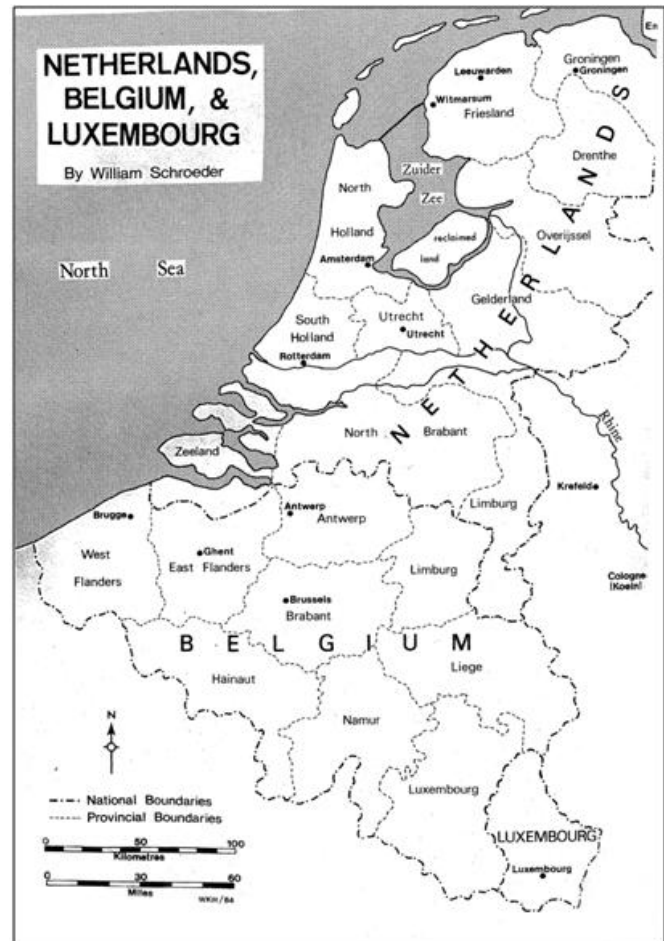 NETHERLANDS,
BELGIUM, &
LUXEMBOURG
By William Schroeder
En
Groningen
Groningen
Leeuwarden
Witmarsum
Friesland
Drenthe
Zuider
Zee
North
Holland
reclaimed
land
Overijssel
Amsterdam
North Sea
Gelderland
South
Holland
Utrecht
Utrecht
Rotterdam
NETHERLANDS
Rhine
North Brabant
Zeeland
Limburg
Krefeld
Brugge
Antwerp
Antwerp
West
Flanders
Ghent
East Flanders
Limburg
Cologne
(Koeln)
Brussels
Brabant
BELGIUM
Liege
Hainaut
Namur
N
Luxembourg
National Boundaries
Provincial Boundaries
LUXEMBOURG
Luxembourg
0 50 100
Kilometres
0 30 60
Miles
WKH/84